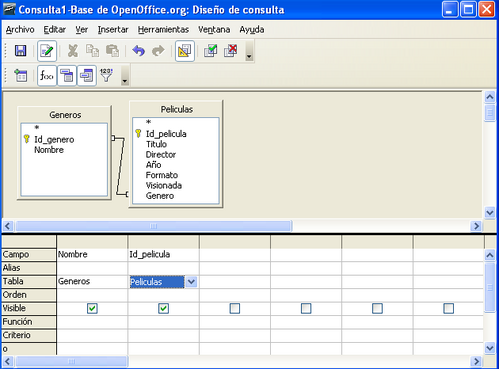 Consulta1-Base de OpenOffice.org: Diseño de consulta
Archivo Editar Ver Insertar Herramientas Ventana Ayuda
f(x) 1291
Generos
*
Id_genero
Nombre
Peliculas
*
Id_pelicula
Titulo
Director
Año
Formato
Visionada
Genero
Campo Nombre Id_pelicula
Alias
Tabla Generos Peliculas
Orden
Visible
Función
Criterio
o